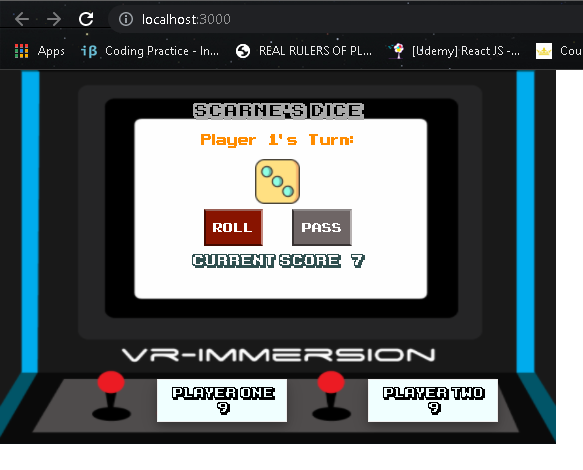 localhost:3000
Apps
Coding Practice - In...
REAL RULERS OF PL...
[Udemy] React JS -...
Cou
SCARNE'S DICE
Player 1's Turn:
ROLL
PASS
CURRENT SCORE 7
VR-IMMERSION
PLAYER ONE
9
PLAYER TWO
9